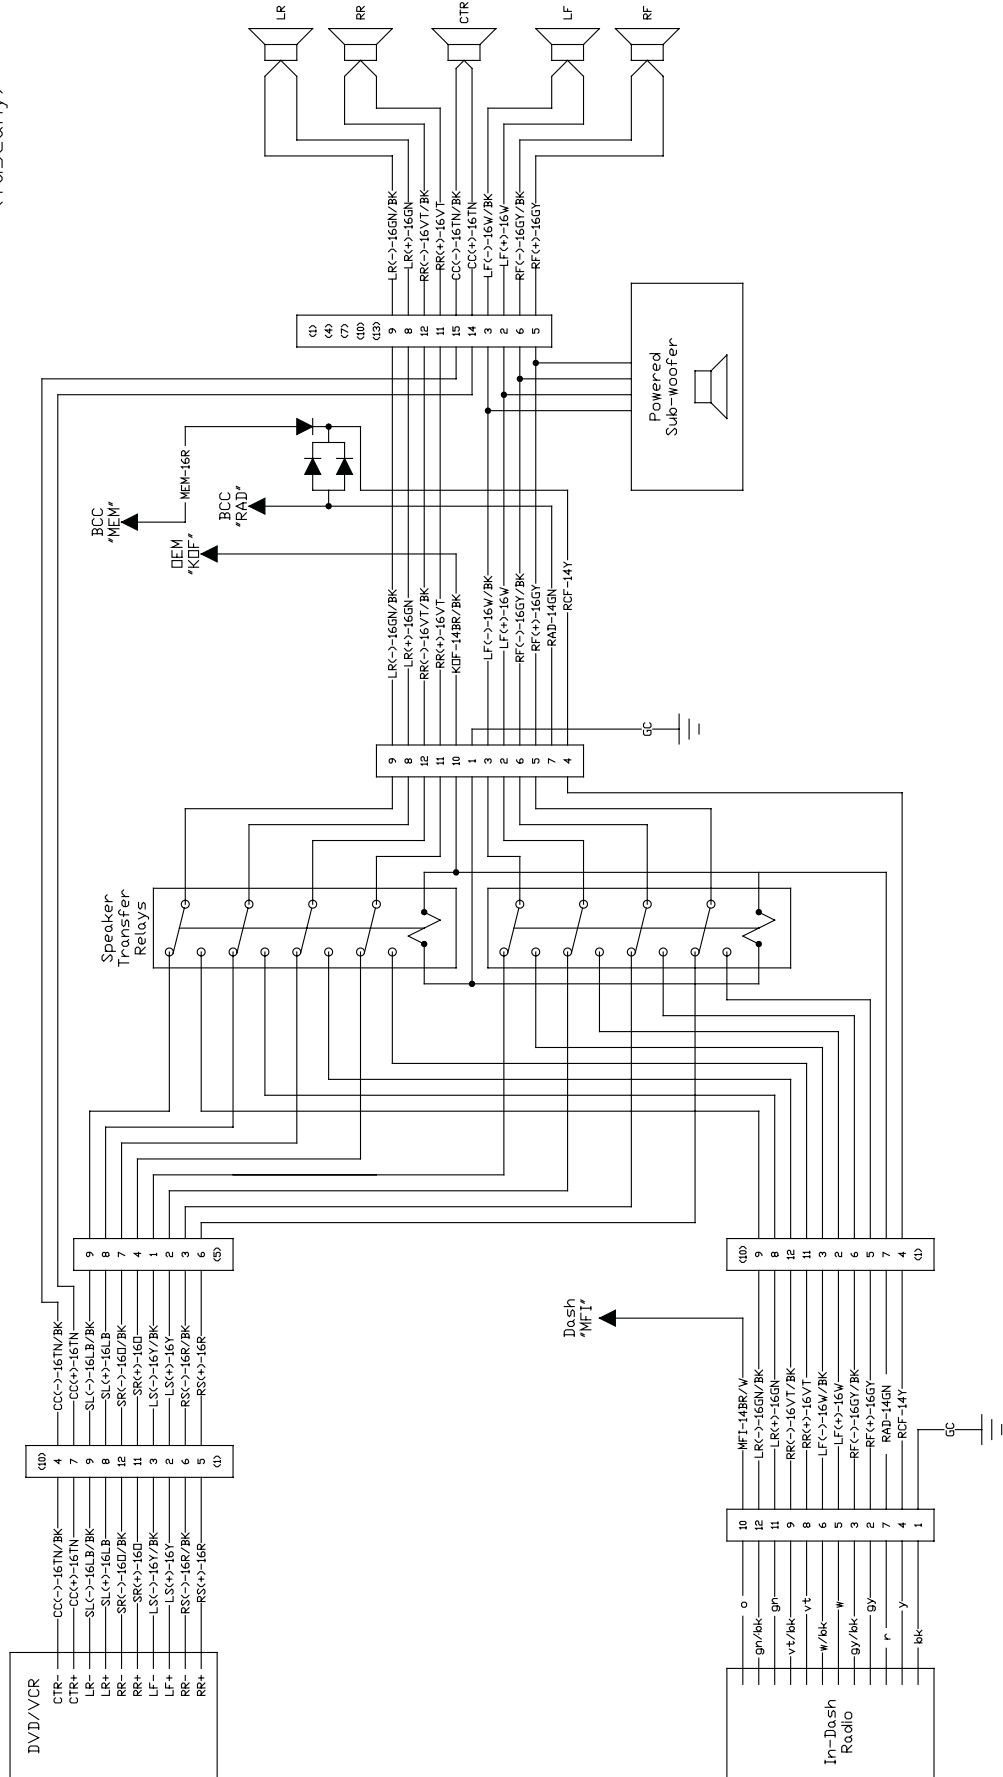 LR
RR
CTR
LF
RF
LR(-)-16GN/BK
LR(+)-16GN
RR(-)-16VT/BK
RR(+)-16VT
CC(-)-16TN/BK
CC(+)-16TN
LF(-)-16W/BK
LF(+)-16W
RF(-)-16GY/BK
RF(+)-16GY
(1)
(4)
(7)
(10)
(13)
9
8
12
11
15
14
3
2
6
5
Powered
Sub-woofer
MEM-16R
BCC
"MEM"
BCC
"RAD"
OEM
"KOF"
LR(-)-16GN/BK
LR(+)-16GN
RR(-)-16VT/BK
RR(+)-16VT
KOF-14BR/BK
LF(-)-16W/BK
LF(+)-16W
RF(-)-16GY/BK
RF(+)-16GY
RAD-14GN
RCF-14Y
GC
9
8
12
11
10
1
3
2
6
5
7
4
Speaker
Transfer
Relays
9
8
7
4
1
2
3
6
(5)
(10)
9
8
12
11
3
2
6
5
7
4
(1)
Dash
"MFI"
CC(-)-16TN/BK
CC(+)-16TN
SL(-)-16LB/BK
SL(+)-16LB
SR(-)-16O/BK
SR(+)-16O
LS(-)-16Y/BK
LS(+)-16Y
RS(-)-16R/BK
RS(+)-16R
MFI-14BR/W
LR(-)-16GN/BK
LR(+)-16GN
RR(-)-16VT/BK
RR(+)-16VT
LF(-)-16W/BK
LF(+)-16W
RF(-)-16GY/BK
RF(+)-16GY
RAD-14GN
RCF-14Y
GC
(10)
4
7
9
8
12
11
3
2
6
5
(1)
10
12
11
9
8
6
5
3
2
7
4
1
CC(-)-16TN/BK
CC(+)-16TN
SL(-)-16LB/BK
SL(+)-16LB
SR(-)-16O/BK
SR(+)-16O
LS(-)-16Y/BK
LS(+)-16Y
RS(-)-16R/BK
RS(+)-16R
o
gn/bk
gn
vt/bk
vt
w/bk
w
gy/bk
gy
r
y
bk
DVD/VCR
CTR-
CTR+
LR-
LR+
RR-
RR+
LF-
LF+
RR-
RR+
In-Dash
Radio